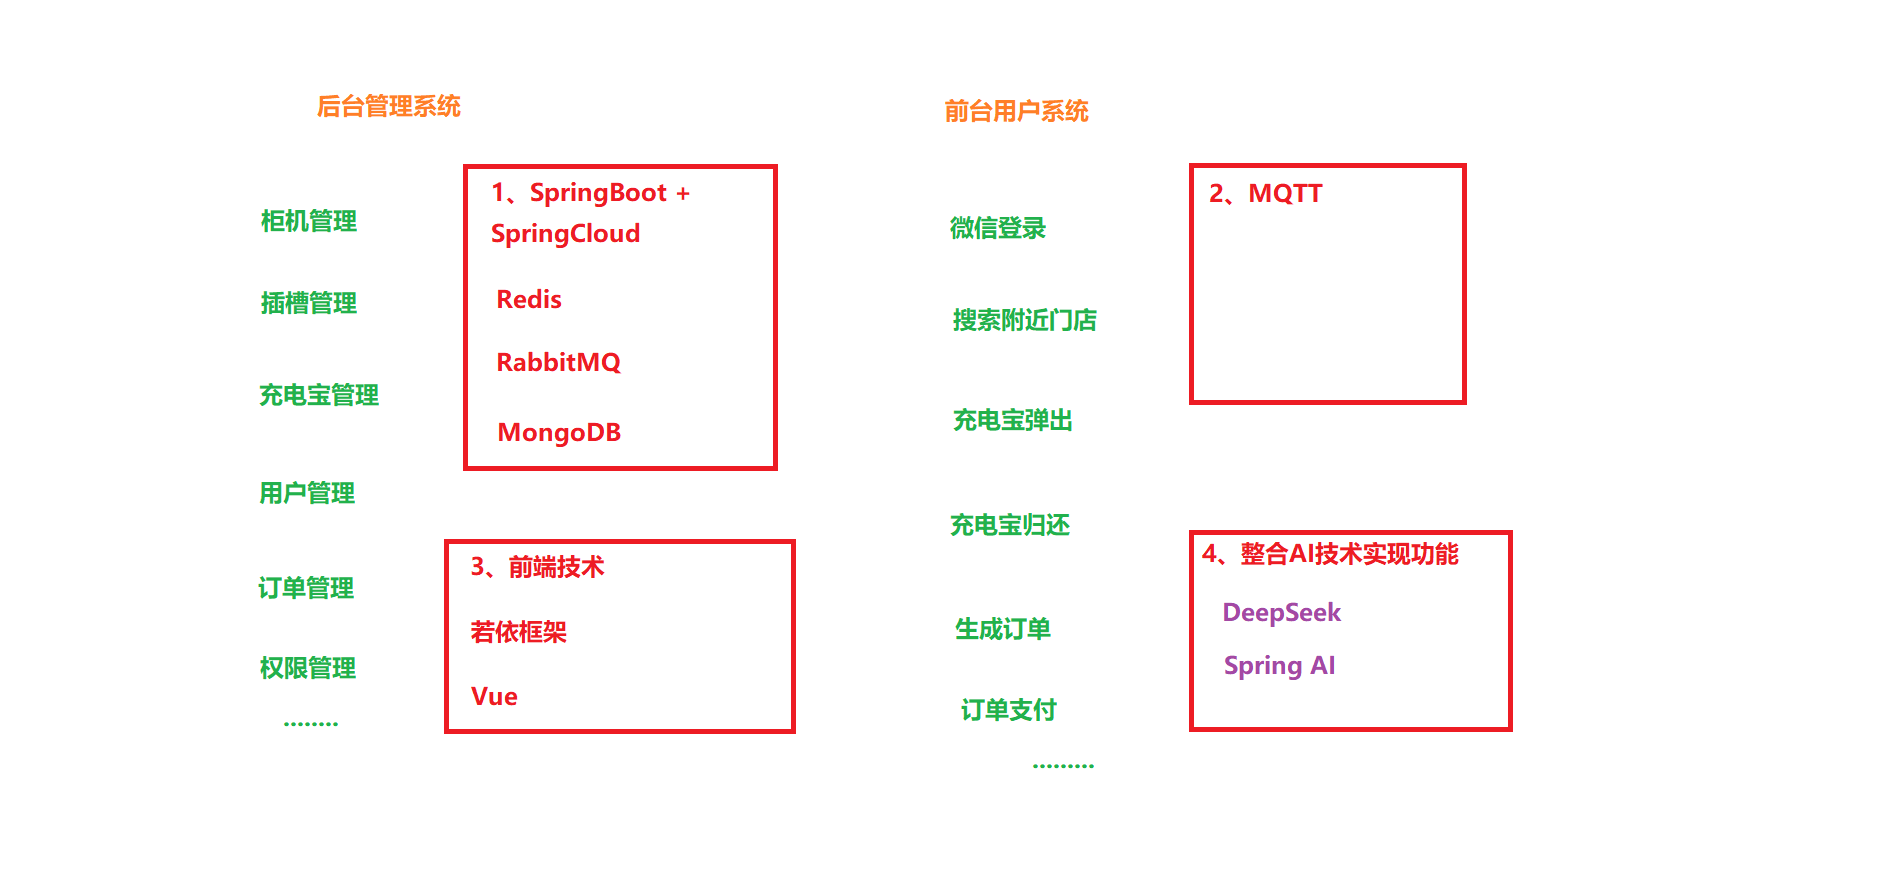 后台管理系统
柜机管理
插槽管理
充电宝管理
用户管理
订单管理
权限管理
........
1、SpringBoot +
SpringCloud
Redis
RabbitMQ
MongoDB
3、前端技术
若依框架
Vue
前台用户系统
微信登录
搜索附近门店
充电宝弹出
充电宝归还
生成订单
订单支付
.........
2、MQTT
4、整合AI技术实现功能
DeepSeek
Spring AI